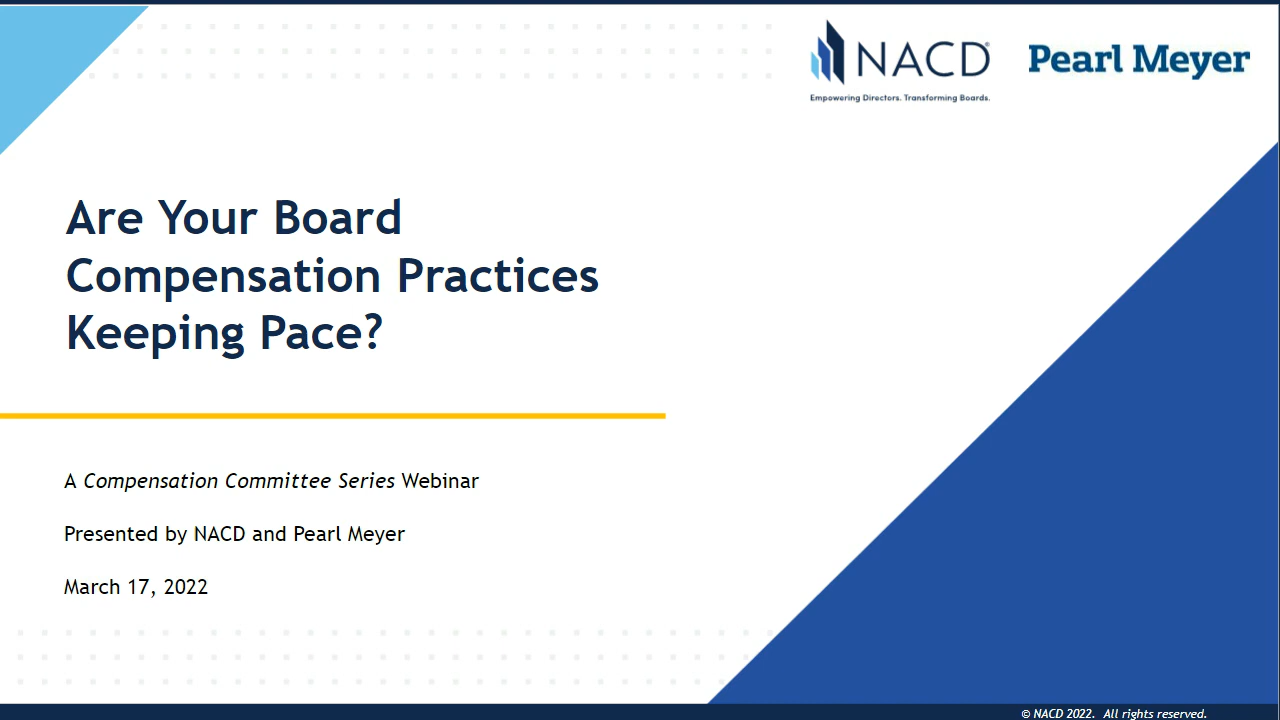 NACD®
Empowering Directors. Transforming Boards.
Pearl Meyer
Are Your Board
Compensation Practices
Keeping Pace?
A Compensation Committee Series Webinar
Presented by NACD and Pearl Meyer
March 17, 2022
© NACD 2022. All rights reserved.